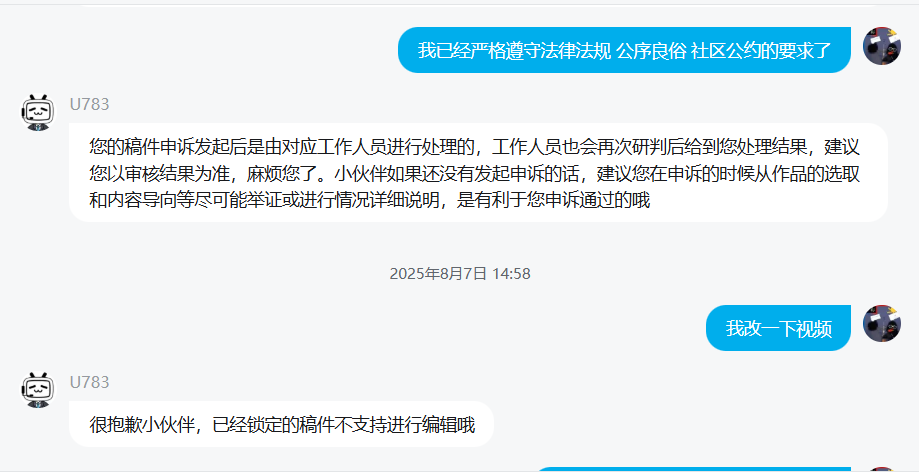 我已经严格遵守法律法规 公序良俗 社区公约的要求了
U783
您的稿件申诉发起后是由对应工作人员进行处理的，工作人员也会再次研判后给到您处理结果，建议
您以审核结果为准，麻烦您了。小伙伴如果还没有发起申诉的话，建议您在申诉的时候从作品的选取
和内容导向等尽可能举证或进行情况详细说明，是有利于您申诉通过的哦
2025年8月7日 14:58
我改一下视频
U783
很抱歉小伙伴，已经锁定的稿件不支持进行编辑哦